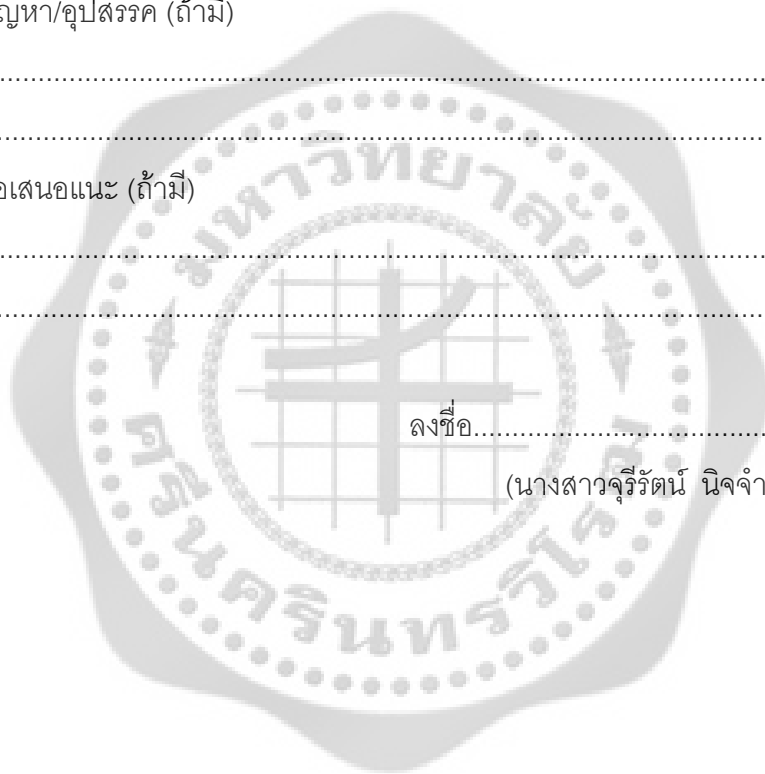 ญหา/อุปสรรค (ถ้ามี)
................................................................................................
................................................................................................
อเสนอแนะ (ถ้ามี)
................................................................................................
................................................................................................
ลงชื่อ.....................................
(นางสาวจุรีรัตน์ นิจจำ
มหาวิทยาลัย
ศรีนครินทรวิโรฒ